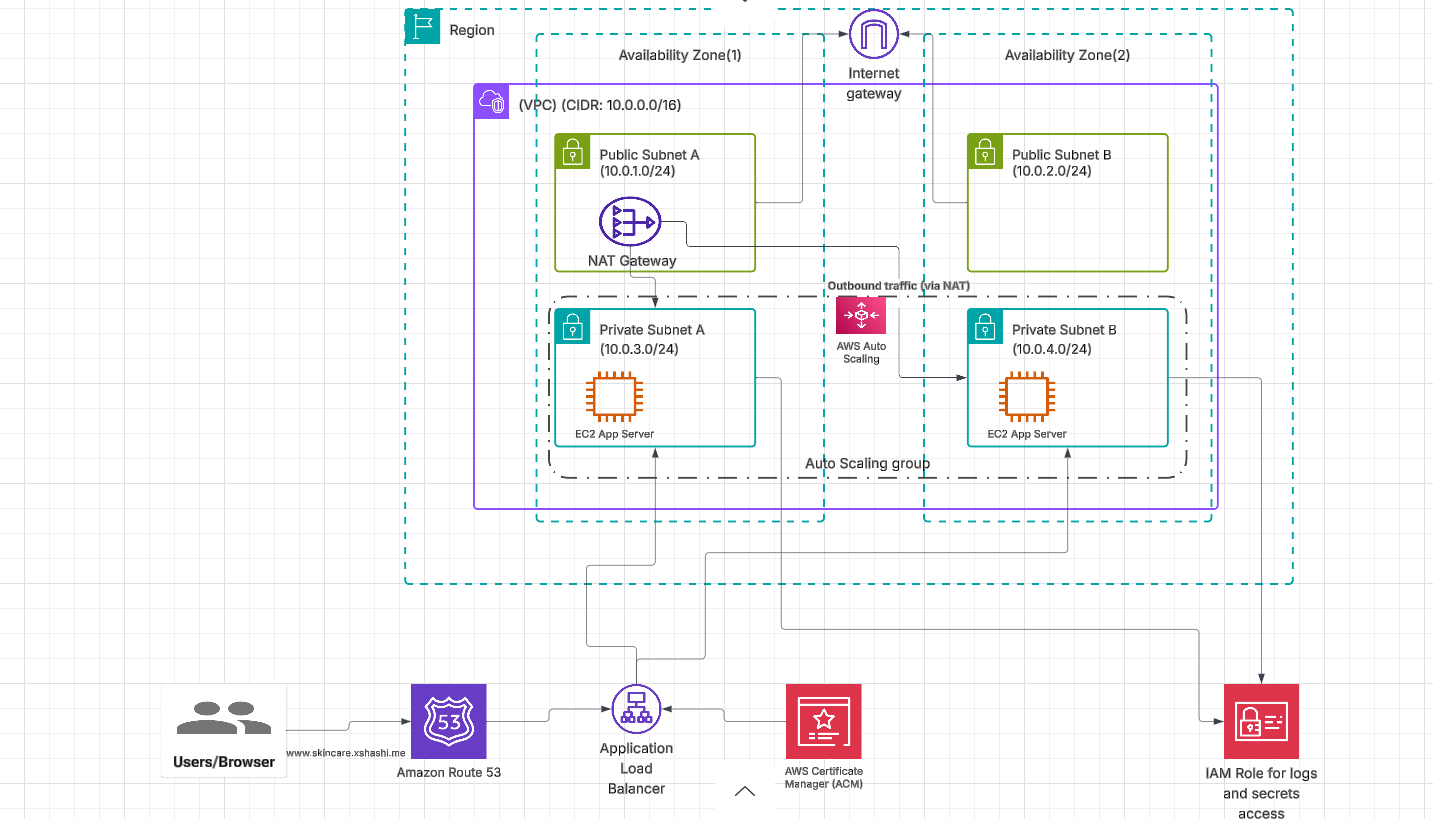 Region
Availability Zone(1)
Availability Zone(2)
Internet
gateway
(VPC) (CIDR: 10.0.0.0/16)
Public Subnet A
(10.0.1.0/24)
Public Subnet B
(10.0.2.0/24)
NAT Gateway
Outbound traffic (via NAT)
Private Subnet A
(10.0.3.0/24)
AWS Auto
Scaling
Private Subnet B
(10.0.4.0/24)
EC2 App Server
EC2 App Server
Auto Scaling group
Users/Browser
www.skincare.xshashi.me
53
Amazon Route 53
Application
Load
Balancer
AWS Certificate
Manager (ACM)
IAM Role for logs
and secrets
access